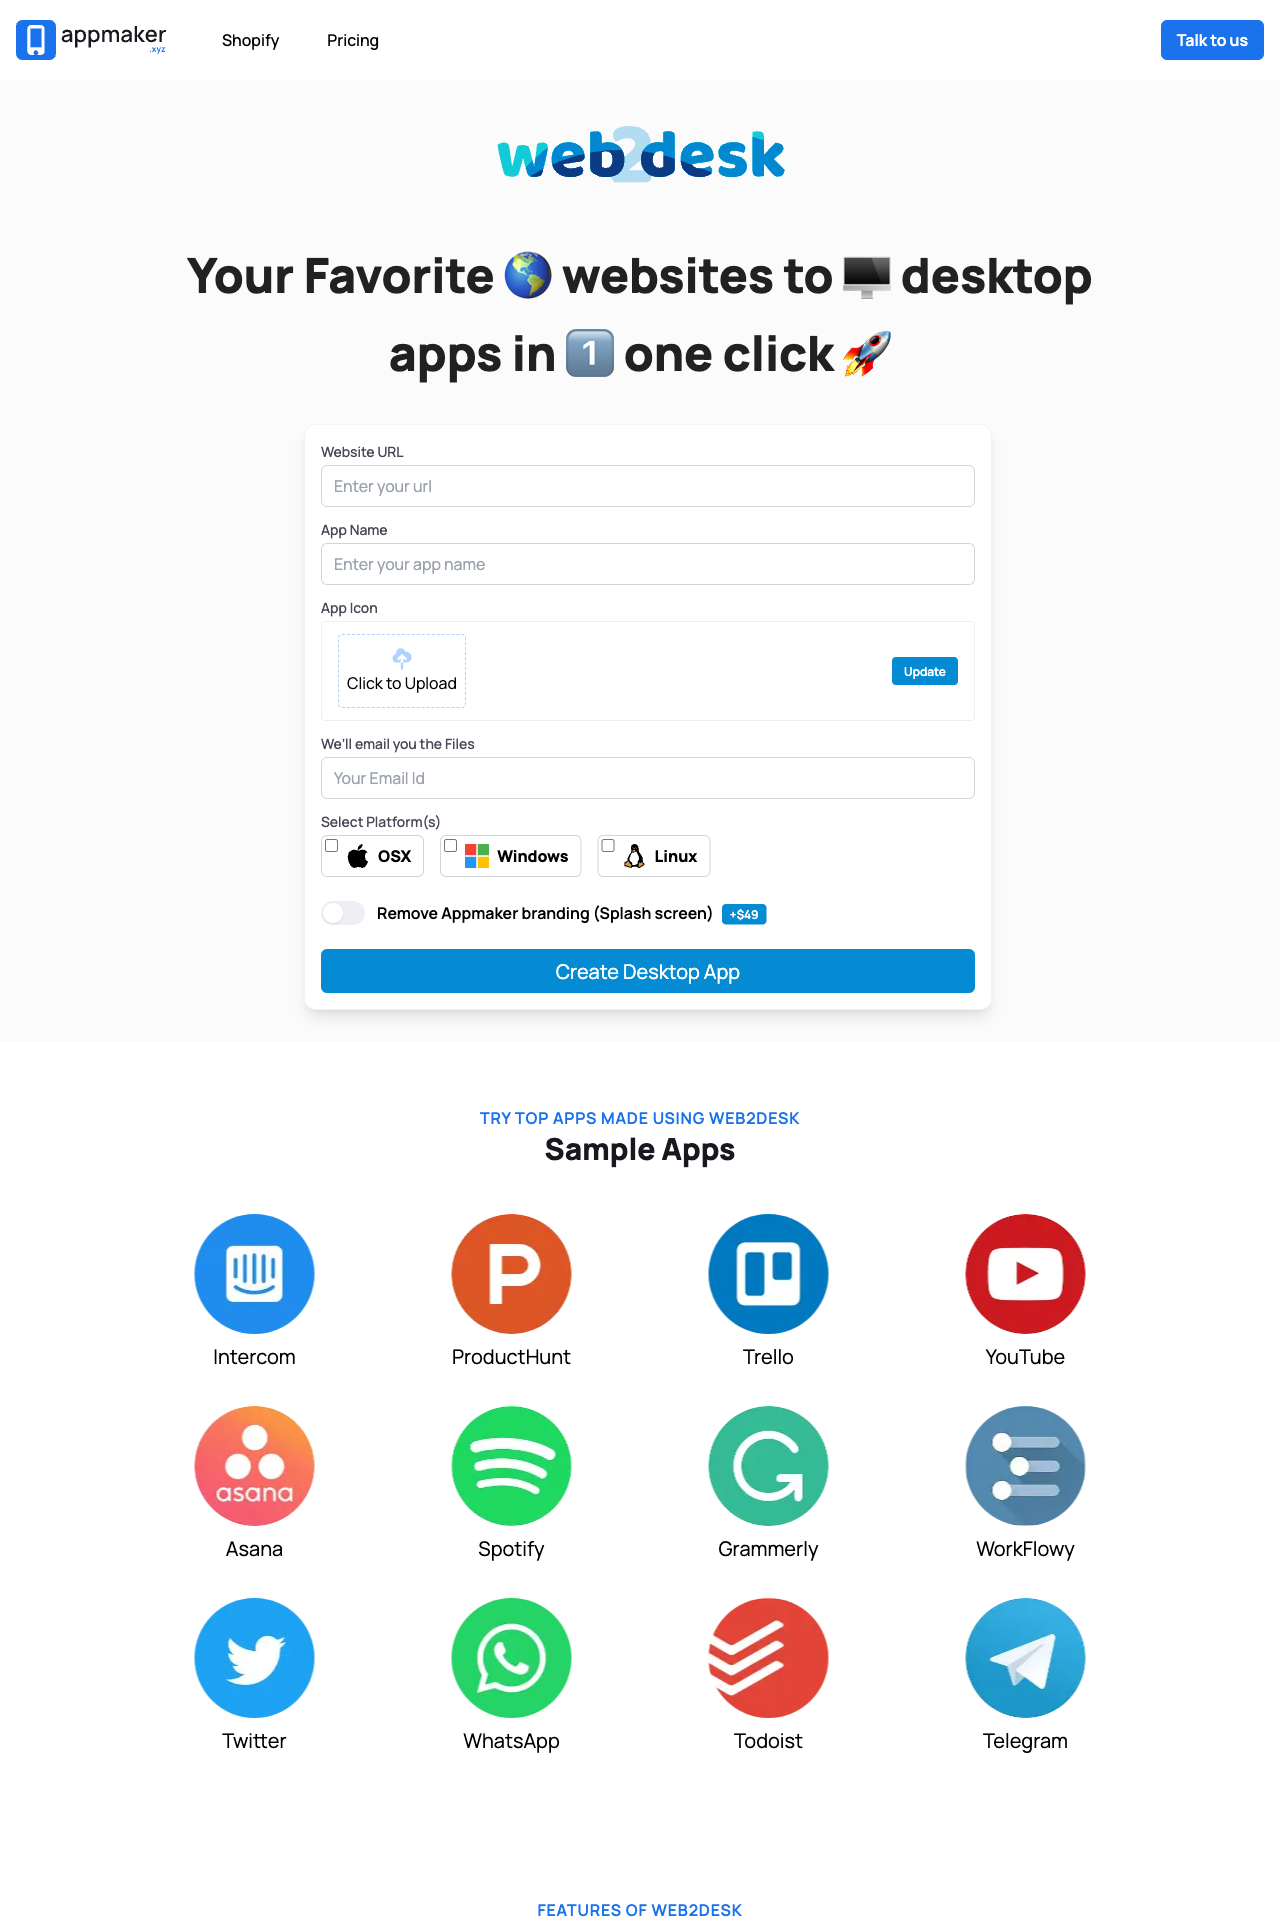 appmaker
.xyz
Shopify
Pricing
Talk to us
web2desk
Your Favorite 🌎 websites to 🖥️ desktop
apps in 1️⃣ one click 🚀
Website URL
Enter your url
App Name
Enter your app name
App Icon
Click to Upload
Update
We'll email you the Files
Your Email Id
Select Platform(s)
OSX
Windows
Linux
Remove Appmaker branding (Splash screen)
+$49
Create Desktop App
TRY TOP APPS MADE USING WEB2DESK
Sample Apps
Intercom
ProductHunt
Trello
YouTube
asana
Asana
Spotify
Grammerly
WorkFlowy
Twitter
WhatsApp
Todoist
Telegram
FEATURES OF WEB2DESK